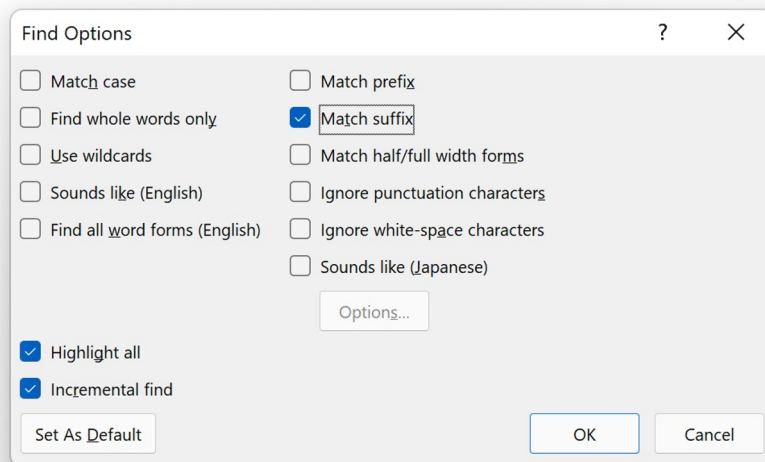 Find Options
?
Match case
Find whole words only
Use wildcards
Sounds like (English)
Find all word forms (English)
Match prefix
Match suffix
Match half/full width forms
Ignore punctuation characters
Ignore white-space characters
Sounds like (Japanese)
Options...
Highlight all
Incremental find
Set As Default
OK
Cancel